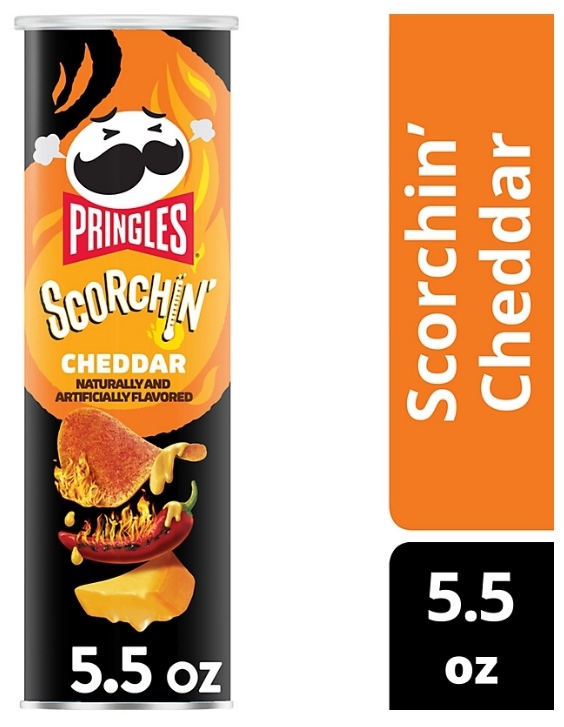 PRINGLES
SCORCHIN'
CHEDDAR
NATURALLY AND
ARTIFICIALLY FLAVORED
5.5 oz
Scorchin'
Cheddar
5.5
oz